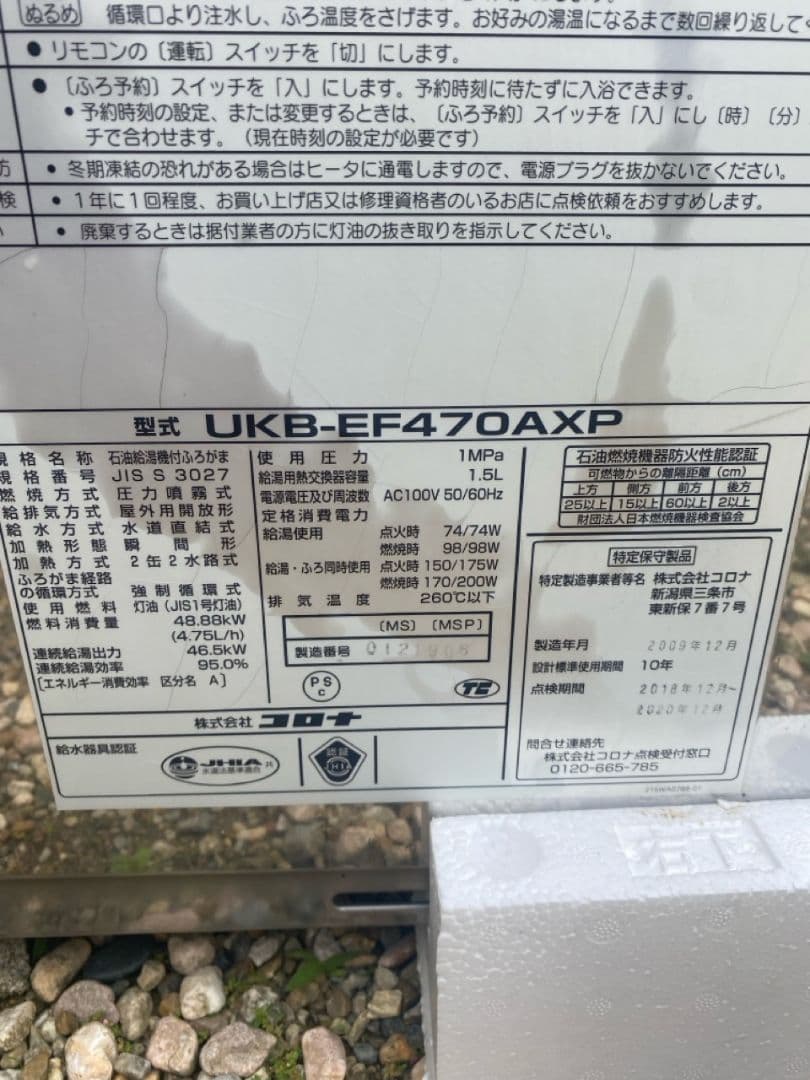 ぬるめ 循環口より注水し、ふろ温度をさげます。お好みの湯温になるまで数回繰り返して
● リモコンの〔運転〕スイッチを「切」にします。
● 〔ふろ予約〕スイッチを「入」にします。予約時刻に待たずに入浴できます。
• 予約時刻の設定、または変更するときは、〔ふろ予約〕スイッチを「入」にし〔時〕〔分〕
チで合わせます。（現在時刻の設定が必要です）
防 • 冬期凍結の恐れがある場合はヒータに通電しますので、電源プラグを抜かないでください。
検 • 1年に1回程度、お買い上げ店又は修理資格者のいるお店に点検依頼をおすすめします。
• 廃棄するときは据付業者の方に灯油の抜き取りを指示してください。
型式 UKB-EF470AXP
規格名称 石油給湯機付ふろがま
規格番号 JIS S 3027
燃焼方式 圧力噴霧式
給排気方式 屋外用開放形
給水方式 水道直結式
加熱形態 瞬間形
加熱方式 2缶2水路式
ふろがま経路
の循環方式 強制循環式
使用燃料 灯油(JIS1号灯油)
燃料消費量 48.88kW
(4.75L/h)
連続給湯出力 46.5kW
連続給湯効率 95.0%
[エネルギー消費効率 区分名 A]
使用圧力 1MPa
給湯用熱交換器容量 1.5L
電源電圧及び周波数 AC100V 50/60Hz
定格消費電力
給湯使用 点火時 74/74W
燃焼時 98/98W
給湯・ふろ同時使用 点火時 150/175W
燃焼時 170/200W
排気温度 260℃以下
(MS) (MSP)
製造番号
PS
C
TC
石油燃焼機器防火性能認証
可燃物からの離隔距離(cm)
上方 側方 前方 後方
25以上 15以上 60以上 2以上
財団法人日本燃焼機器検査協会
特定保守製品
特定製造事業者等名 株式会社コロナ
新潟県三条市
東新保7番7号
製造年月 2009年12月
設計標準使用期間 10年
点検期間 2018年12月～
2020年12月
問合せ連絡先
株式会社コロナ点検受付窓口
0120-665-785
株式会社 コロナ
給水器具認証
JHIA 共
水道法基準適合
認証